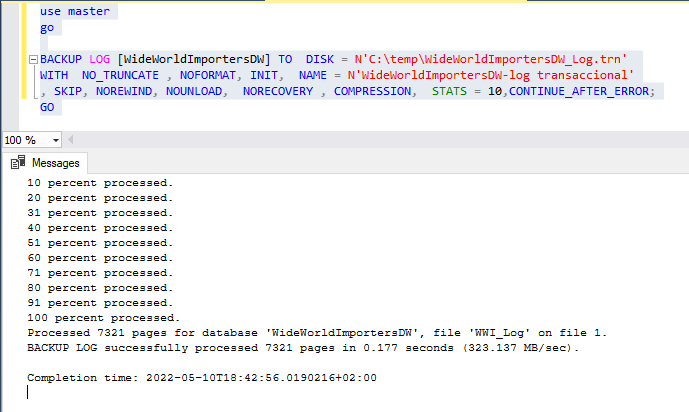 use master
go
BACKUP LOG [WideWorldImportersDW] TO  DISK = N'C:\temp\WideWorldImportersDW_Log.trn'
WITH  NO_TRUNCATE , NOFORMAT, INIT,  NAME = N'WideWorldImportersDW-log transaccional'
, SKIP, NOREWIND, NOUNLOAD,  NORECOVERY , COMPRESSION,  STATS = 10,CONTINUE_AFTER_ERROR;
GO
100 %
Messages
10 percent processed.
20 percent processed.
31 percent processed.
40 percent processed.
51 percent processed.
60 percent processed.
71 percent processed.
80 percent processed.
91 percent processed.
100 percent processed.
Processed 7321 pages for database 'WideWorldImportersDW', file 'WWI_Log' on file 1.
BACKUP LOG successfully processed 7321 pages in 0.177 seconds (323.137 MB/sec).
Completion time: 2022-05-10T18:42:56.0190216+02:00